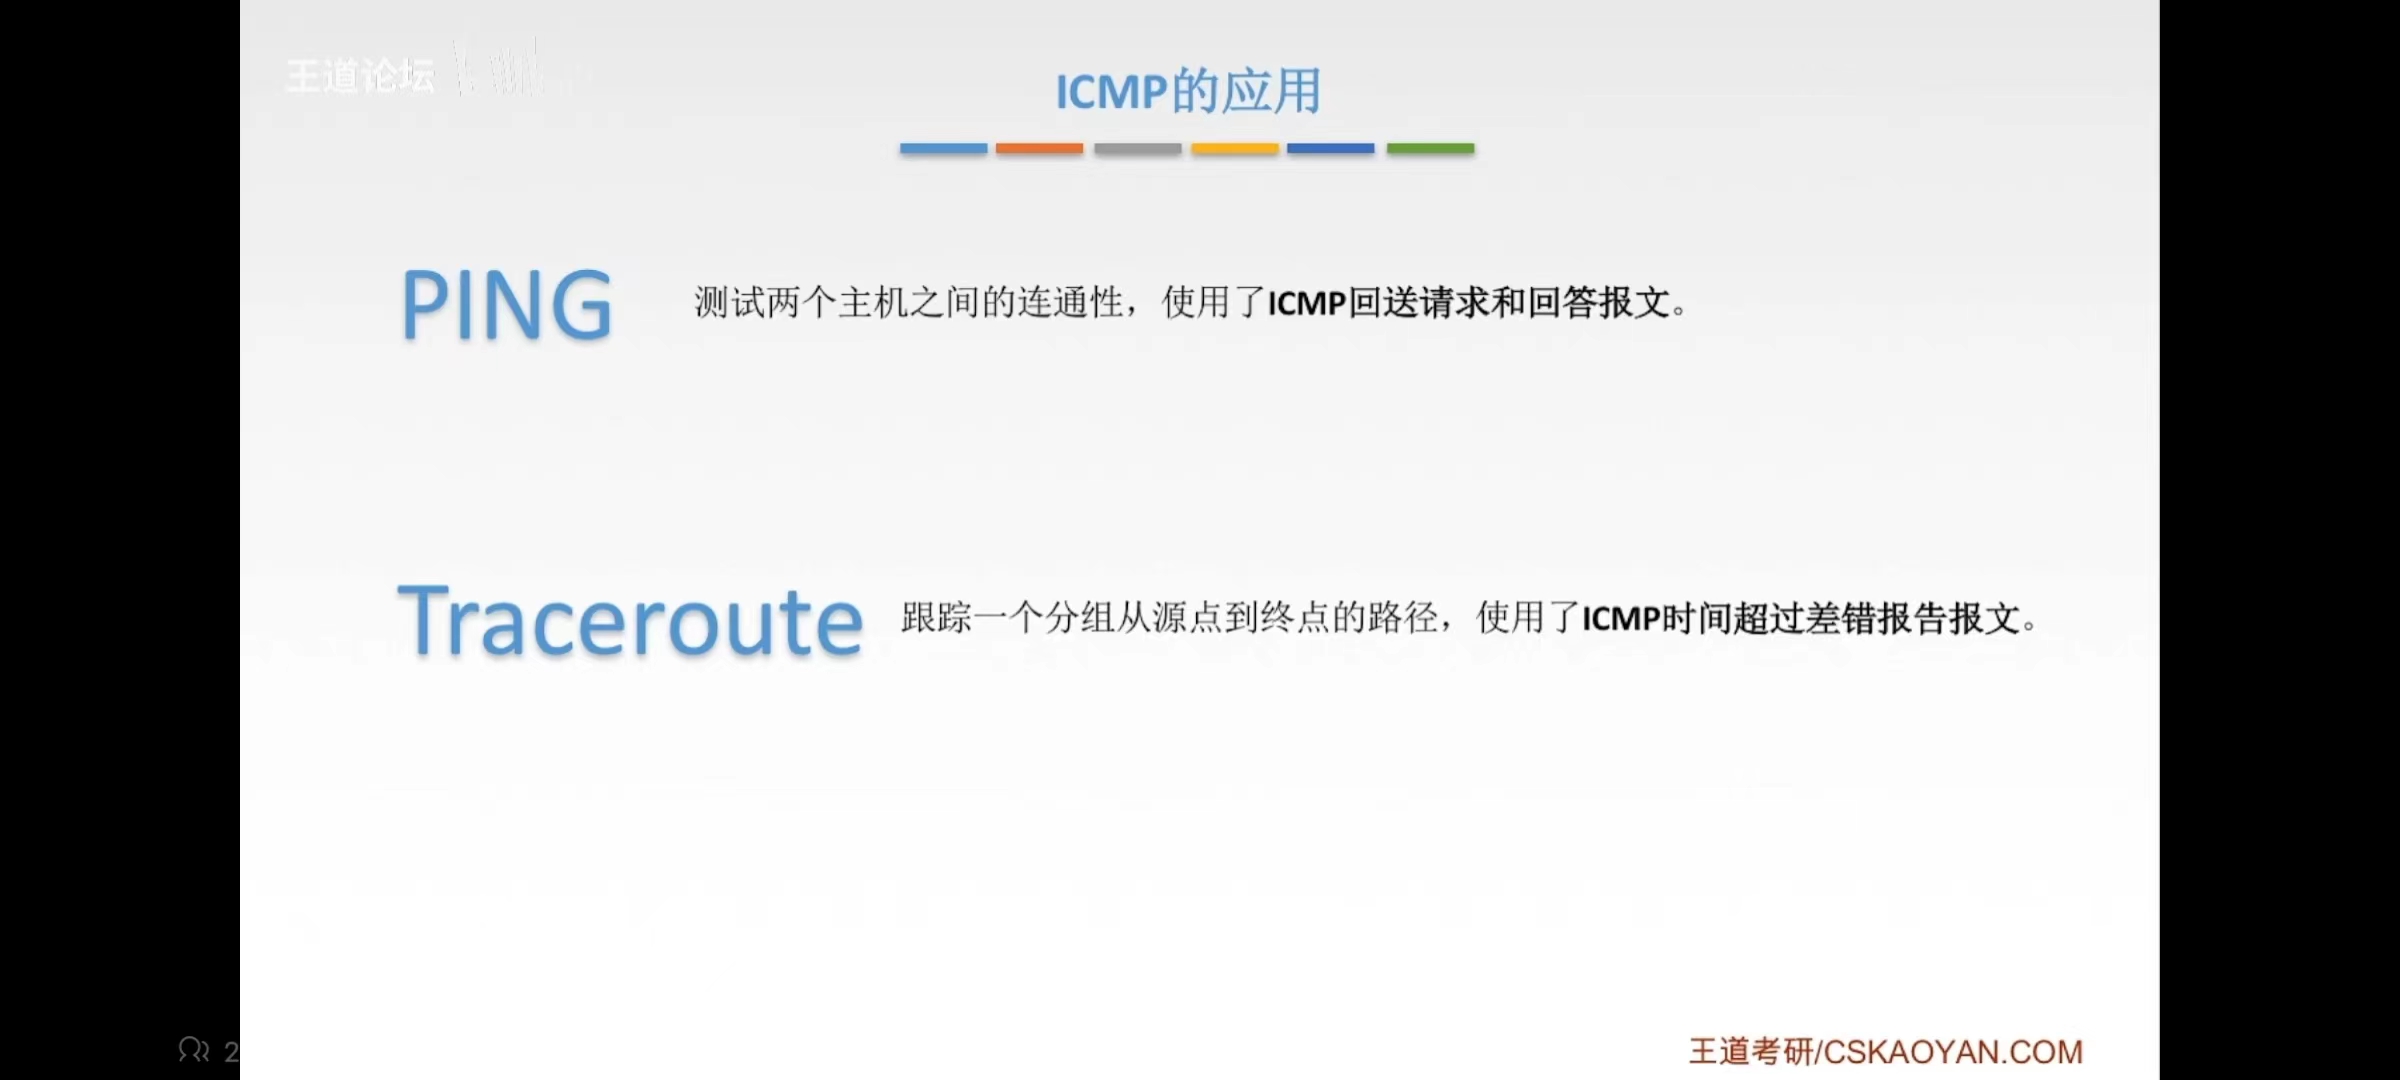 王道论坛
ICMP的应用
PING 测试两个主机之间的连通性，使用了ICMP回送请求和回答报文。
Traceroute 跟踪一个分组从源点到终点的路径，使用了ICMP时间超过差错报告报文。
2
王道考研/CSKAOYAN.COM